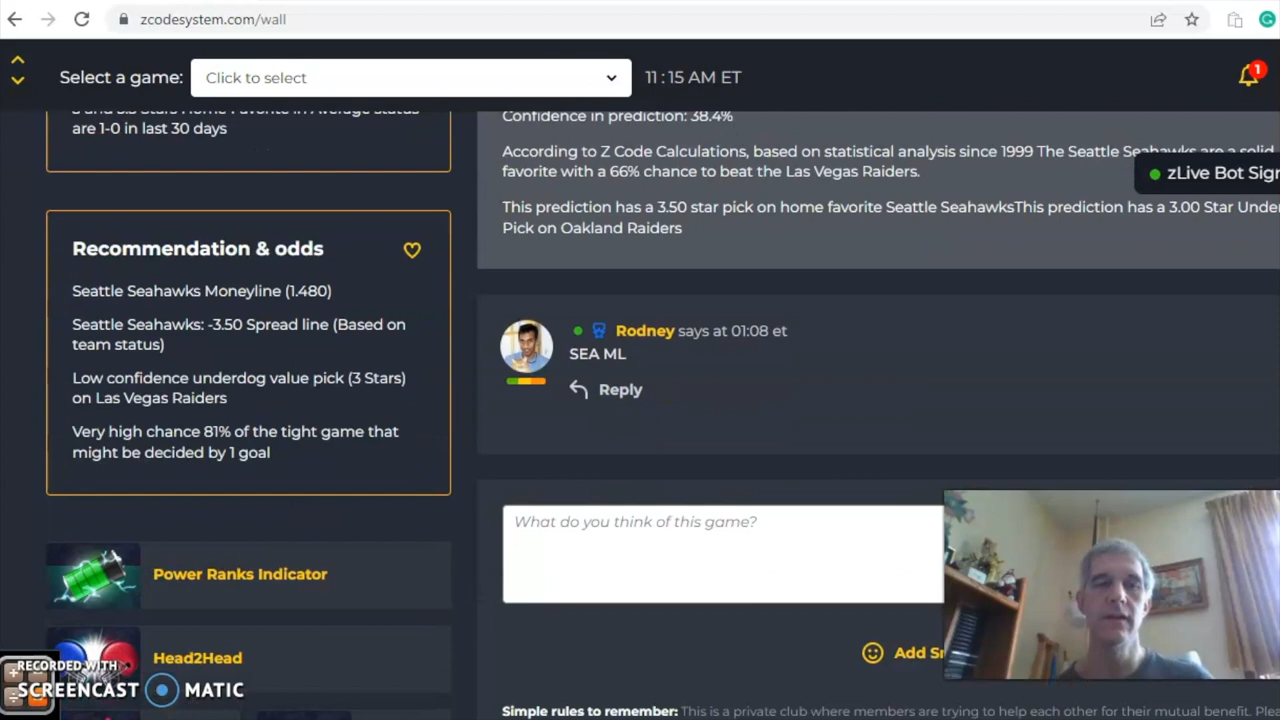 zcodesystem.com/wall
Select a game: Click to select 11:15 AM ET 1
are 1-0 in last 30 days
Recommendation & odds
Seattle Seahawks Moneyline (1.480)
Seattle Seahawks: -3.50 Spread line (Based on
team status)
Low confidence underdog value pick (3 Stars)
on Las Vegas Raiders
Very high chance 81% of the tight game that
might be decided by 1 goal
Power Ranks Indicator
Head2Head
RECORDED WITH
SCREENCAST MATIC
Confidence in prediction: 38.4%
According to Z Code Calculations, based on statistical analysis since 1999 The Seattle Seahawks are a solid
favorite with a 66% chance to beat the Las Vegas Raiders.
zLive Bot Sign
This prediction has a 3.50 star pick on home favorite Seattle SeahawksThis prediction has a 3.00 Star Under
Pick on Oakland Raiders
Rodney says at 01:08 et
SEA ML
Reply
What do you think of this game?
Add Sm
Simple rules to remember: This is a private club where members are trying to help each other for their mutual benefit.